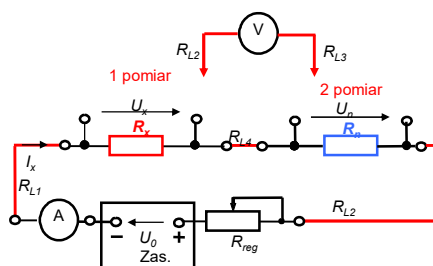 V
R_L2
R_L3
1 pomiar
2 pomiar
U_x
U_n
R_x
R_L4
R_n
I_x
R_L1
A
− U_0 +
Zas.
R_reg
R_L2